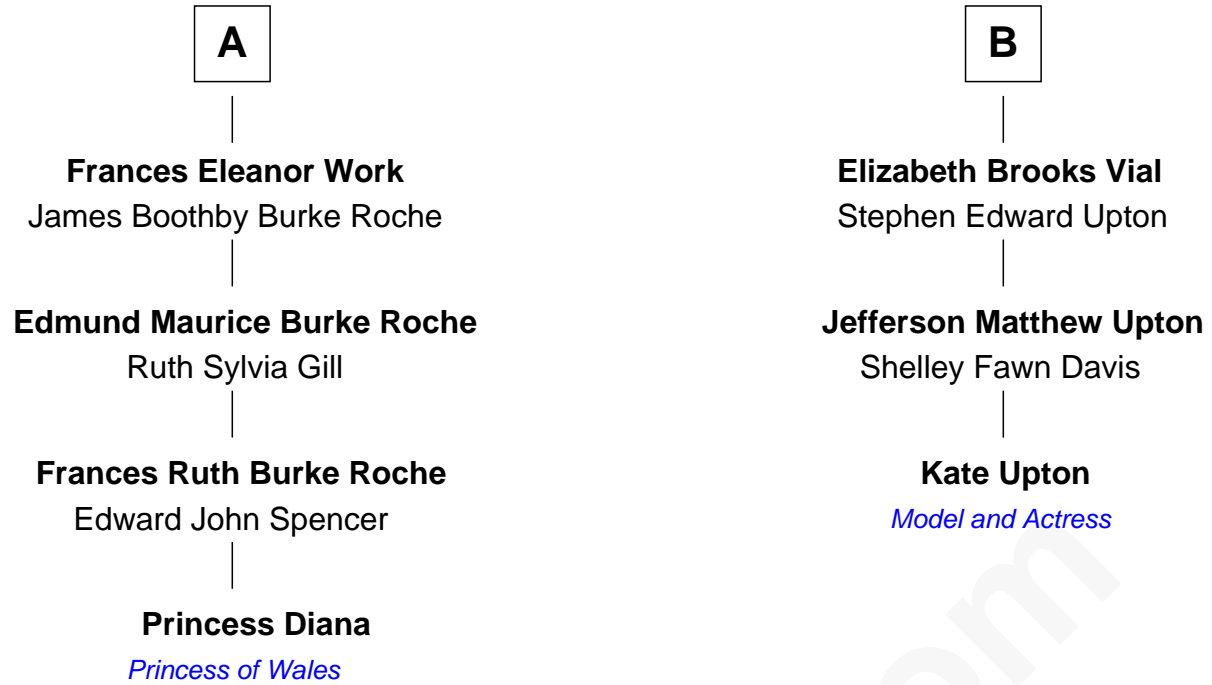 A
Frances Eleanor Work
James Boothby Burke Roche
Edmund Maurice Burke Roche
Ruth Sylvia Gill
Frances Ruth Burke Roche
Edward John Spencer
Princess Diana
Princess of Wales
B
Elizabeth Brooks Vial
Stephen Edward Upton
Jefferson Matthew Upton
Shelley Fawn Davis
Kate Upton
Model and Actress
om